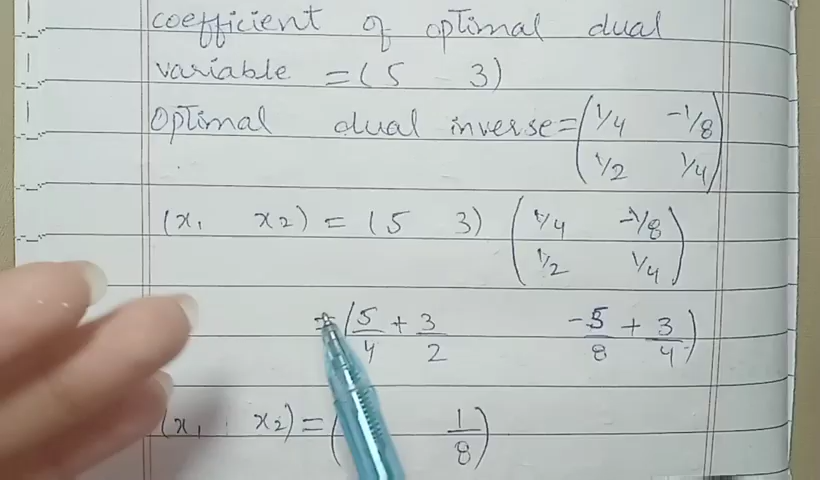 coefficient of optimal dual
variable = (5 3)
Optimal dual inverse = (1/4 -1/8
1/2 1/4)
(x1 x2) = (5 3) (1/4 -1/8
1/2 1/4)
= (5/4 + 3/2 -5/8 + 3/4)
(x1 x2) = ( 1/8)